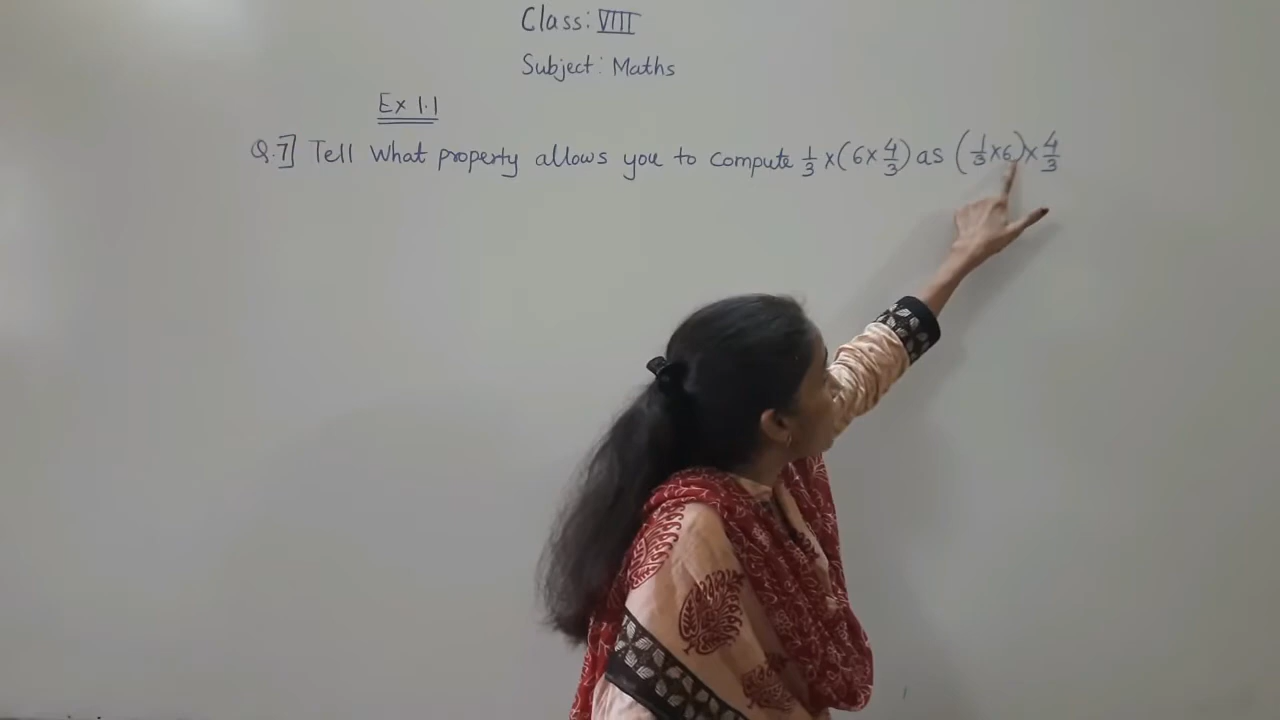 Class: VIII
Subject: Maths
Ex 1.1
Q.7] Tell What property allows you to compute 1/3 × (6 × 4/3) as (1/3 × 6) × 4/3